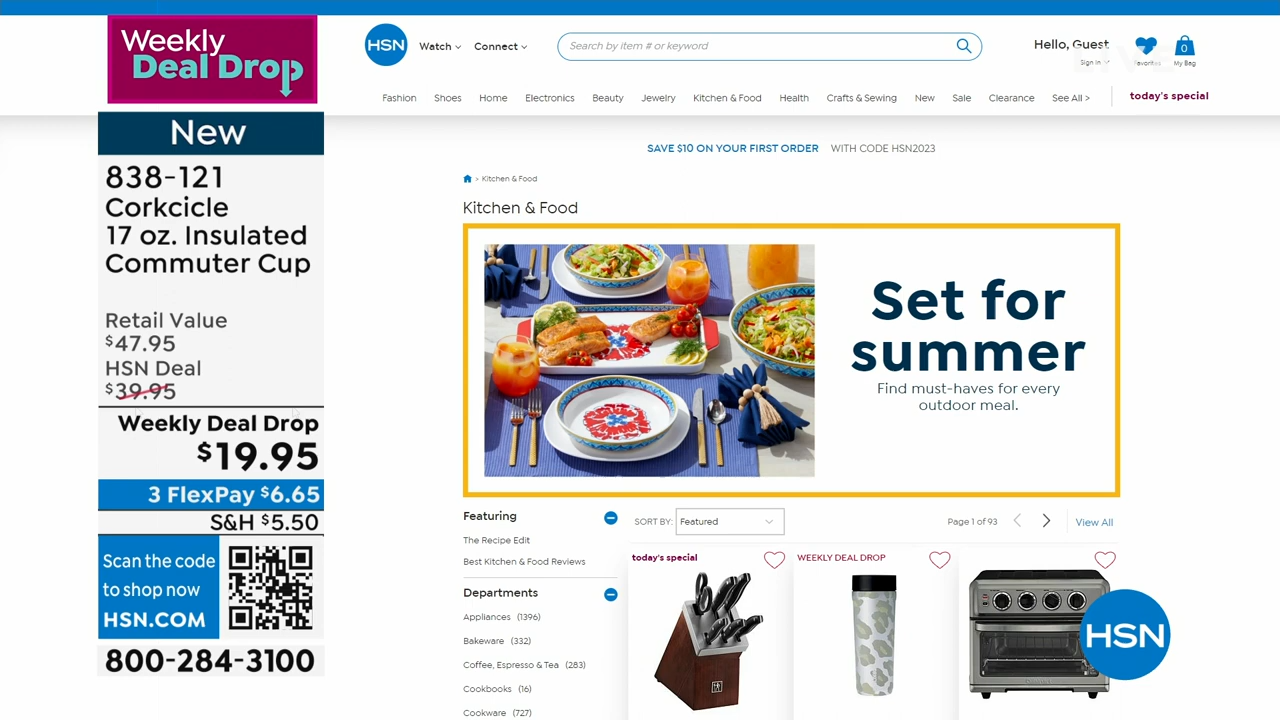 Weekly
Deal Drop
New
838-121
Corkcicle
17 oz. Insulated
Commuter Cup
Retail Value
$47.95
HSN Deal
$39.95
Weekly Deal Drop
$19.95
3 FlexPay $6.65
S&H $5.50
Scan the code
to shop now
HSN.COM
800-284-3100
HSN Watch Connect Search by item # or keyword Hello, Guest 0
Sign In Favorites My Bag
Fashion Shoes Home Electronics Beauty Jewelry Kitchen & Food Health Crafts & Sewing New Sale Clearance See All > today's special
SAVE $10 ON YOUR FIRST ORDER WITH CODE HSN2023
> Kitchen & Food
Kitchen & Food
Set for
summer
Find must-haves for every
outdoor meal.
Featuring
The Recipe Edit
Best Kitchen & Food Reviews
Departments
Appliances (1396)
Bakeware (332)
Coffee, Espresso & Tea (283)
Cookbooks (16)
Cookware (727)
SORT BY: Featured Page 1 of 93 View All
today's special WEEKLY DEAL DROP
HSN